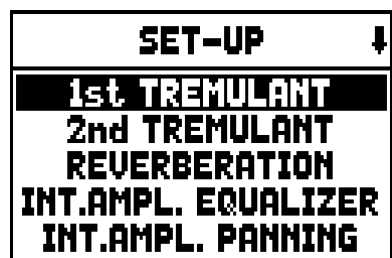 SET-UP
1st TREMULANT
2nd TREMULANT
REVERBERATION
INT.AMPL. EQUALIZER
INT.AMPL. PANNING